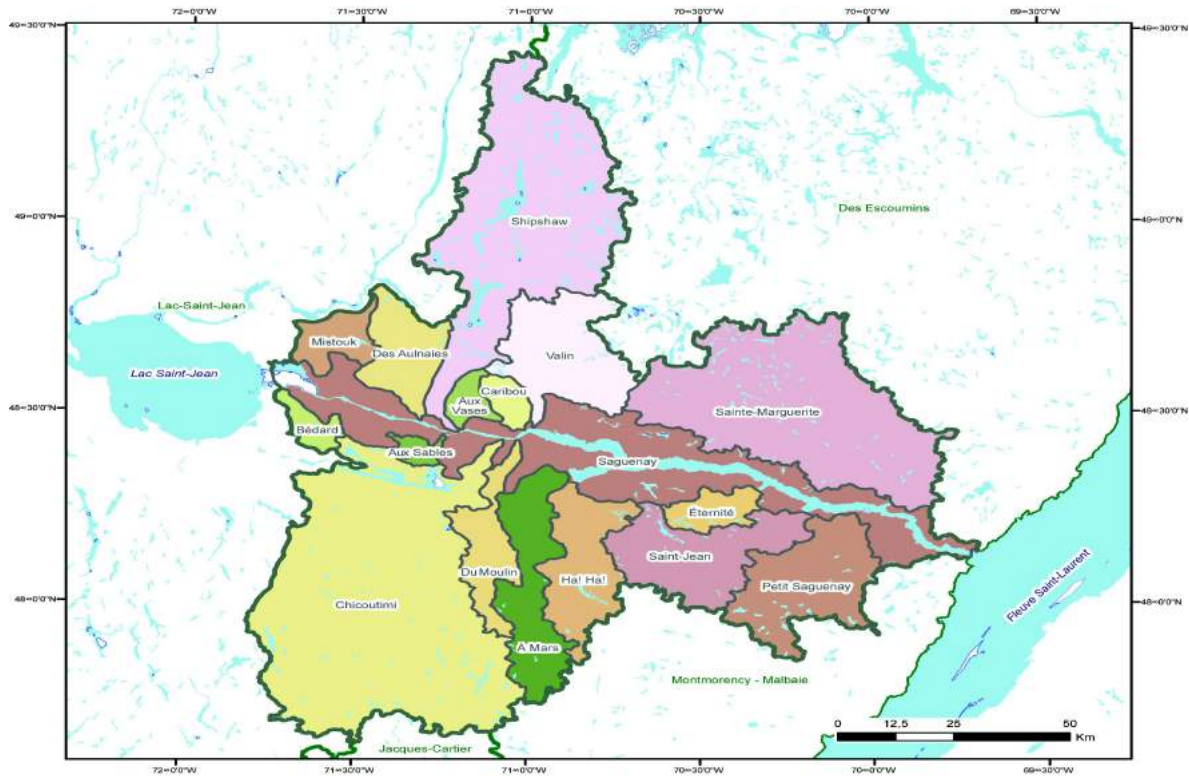 72°0'0"W
71°30'0"W
71°0'0"W
70°30'0"W
70°0'0"W
69°30'0"W
49°30'0"N
49°30'0"N
49°0'0"N
49°0'0"N
Des Escoumins
Shipshaw
Lac-Saint-Jean
Mistouk
Des Aulnaies
Valin
Lac Saint-Jean
Caribou
Aux
Vases
Sainte-Marguerite
48°30'0"N
48°30'0"N
Bédard
Aux Sables
Saguenay
Éternité
Saint-Jean
Du Moulin
Ha! Ha!
Petit Saguenay
Fleuve Saint-Laurent
48°0'0"N
48°0'0"N
Chicoutimi
À Mars
Montmorency - Malbaie
0 12,5 25 50
Km
Jacques-Cartier
72°0'0"W
71°30'0"W
71°0'0"W
70°30'0"W
70°0'0"W
69°30'0"W